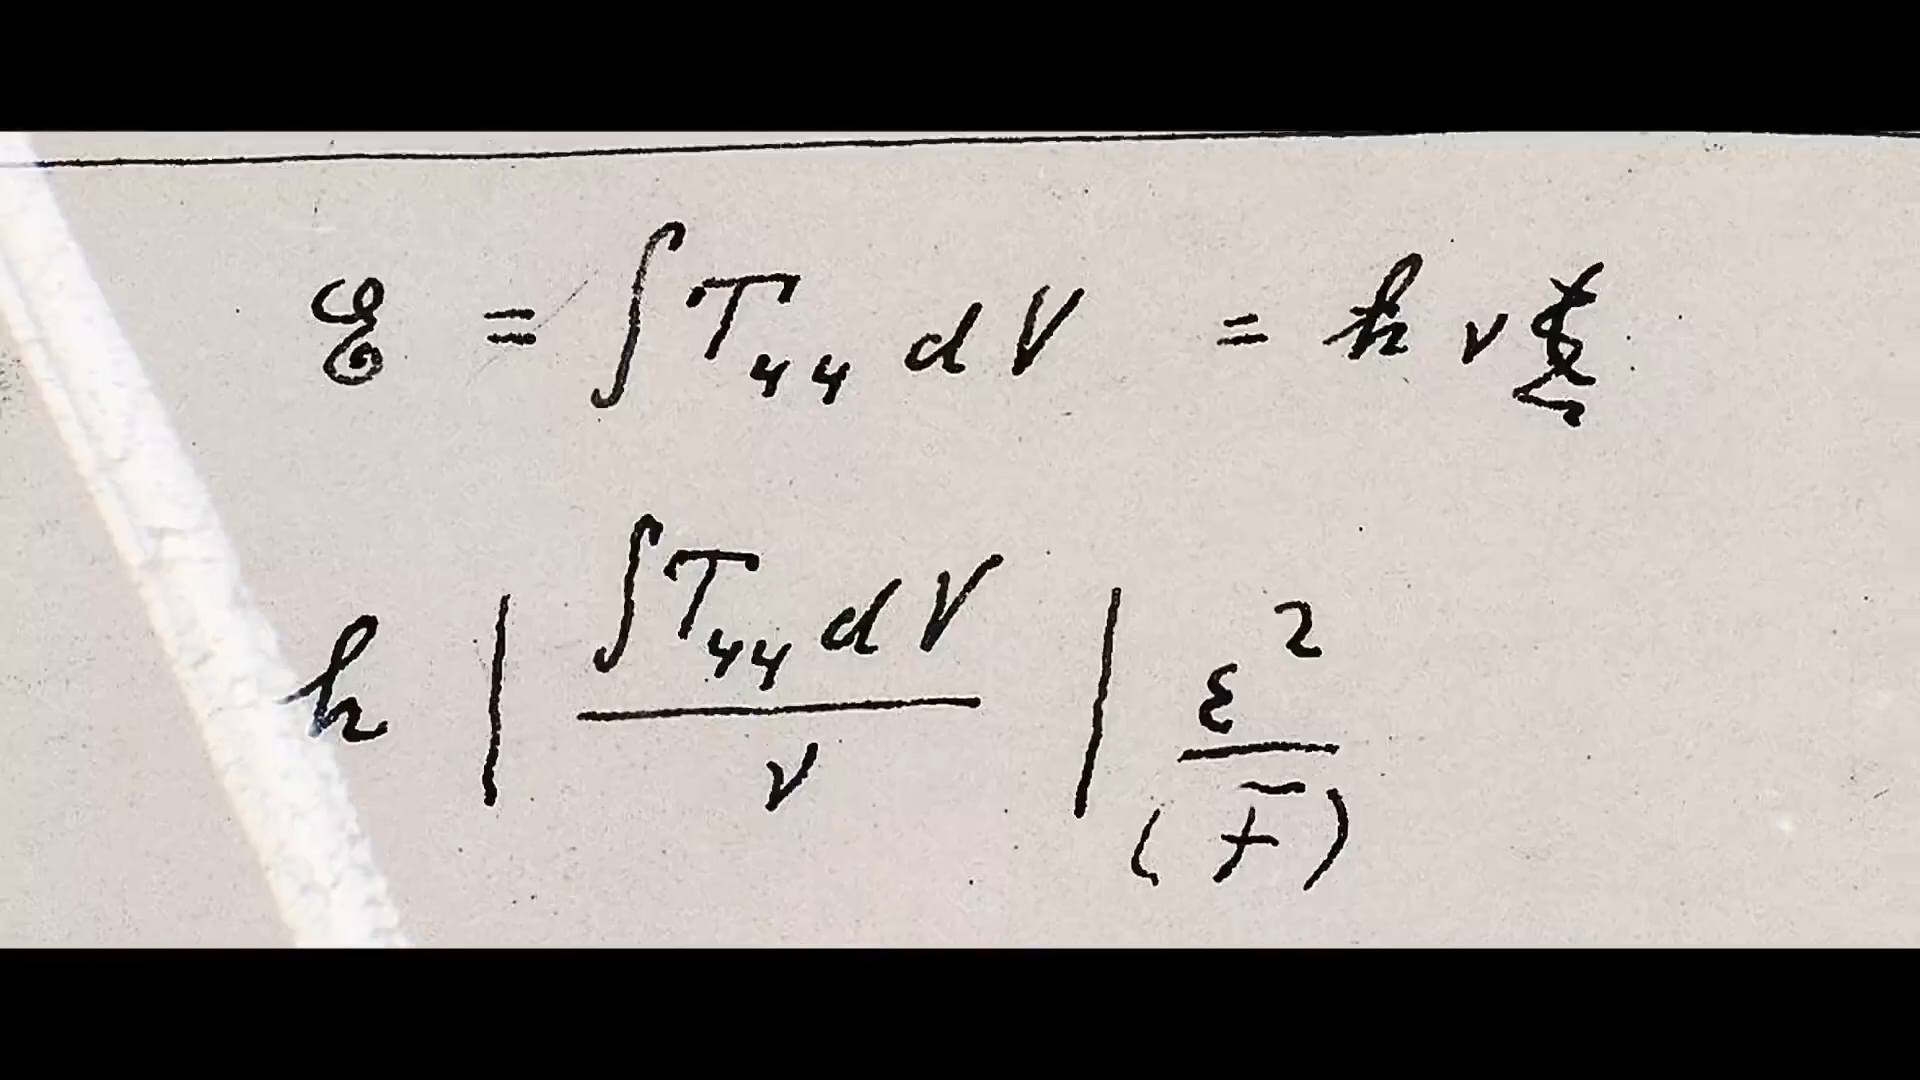 ℰ = ∫T₄₄ dV = h ν
h | ∫T₄₄ dV / ν | ε² / (c̄)